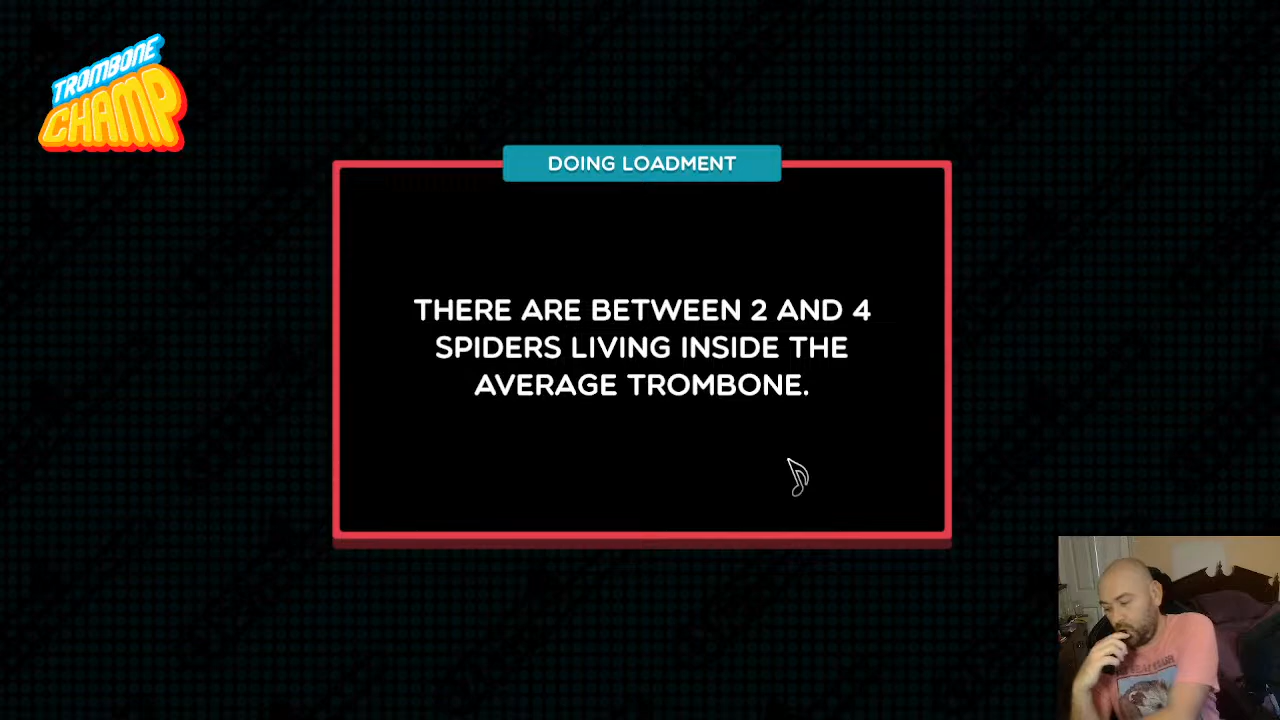 TROMBONE
CHAMP
DOING LOADMENT
THERE ARE BETWEEN 2 AND 4
SPIDERS LIVING INSIDE THE
AVERAGE TROMBONE.